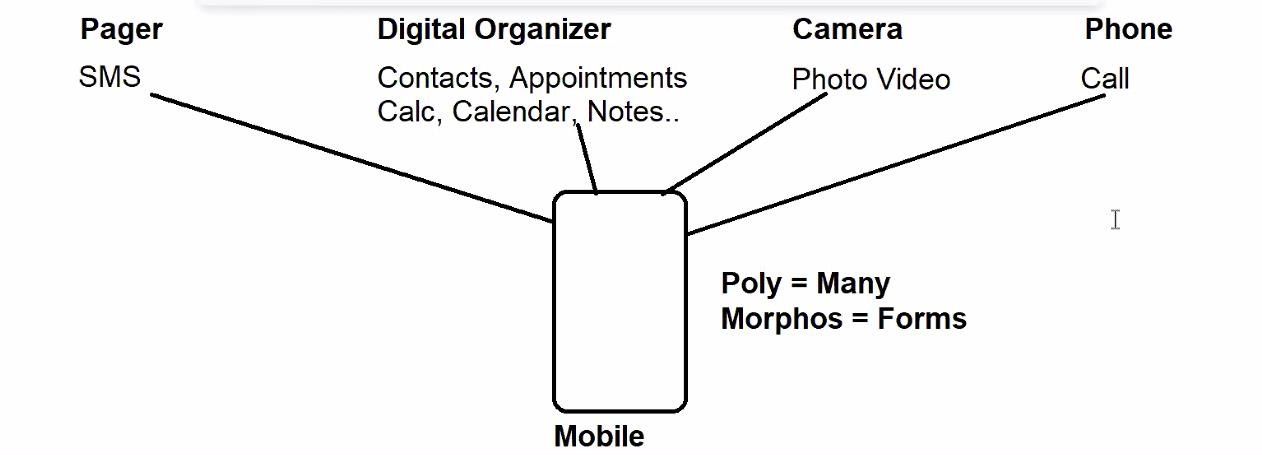 Pager
SMS
Digital Organizer
Contacts, Appointments
Calc, Calendar, Notes..
Camera
Photo Video
Phone
Call
Poly = Many
Morphos = Forms
Mobile